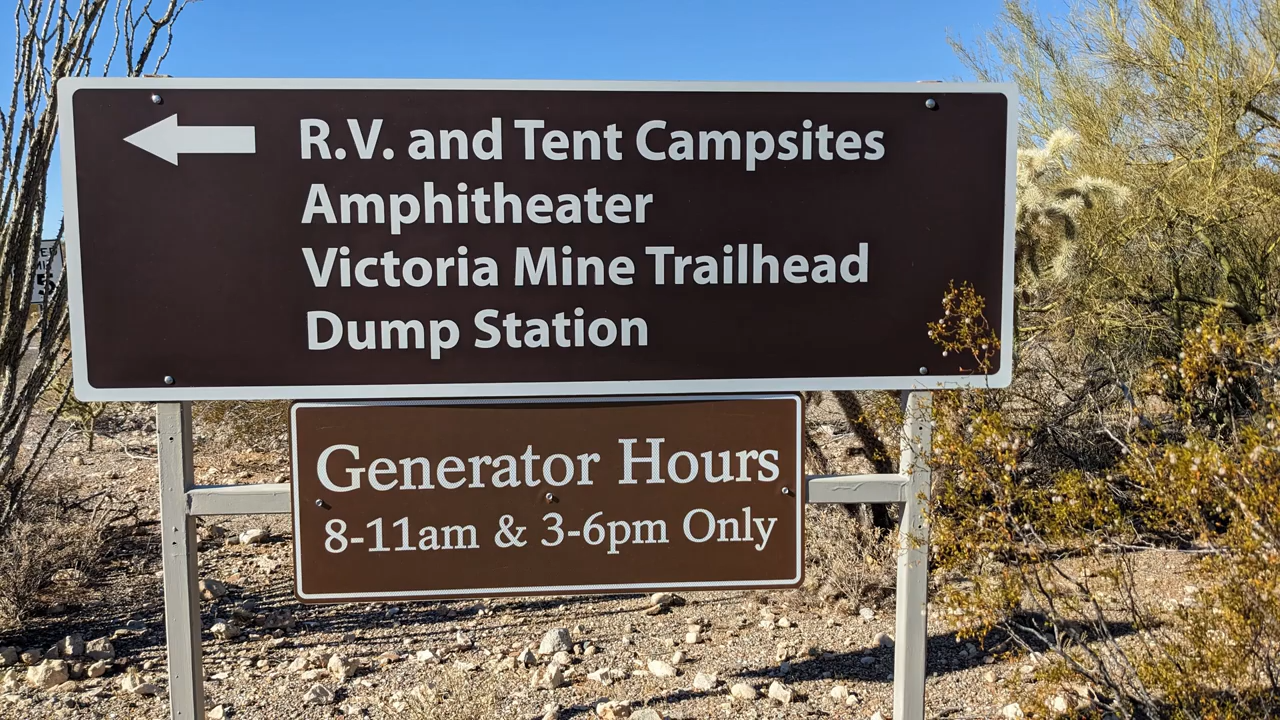 R.V. and Tent Campsites
Amphitheater
Victoria Mine Trailhead
Dump Station
Generator Hours
8-11am & 3-6pm Only